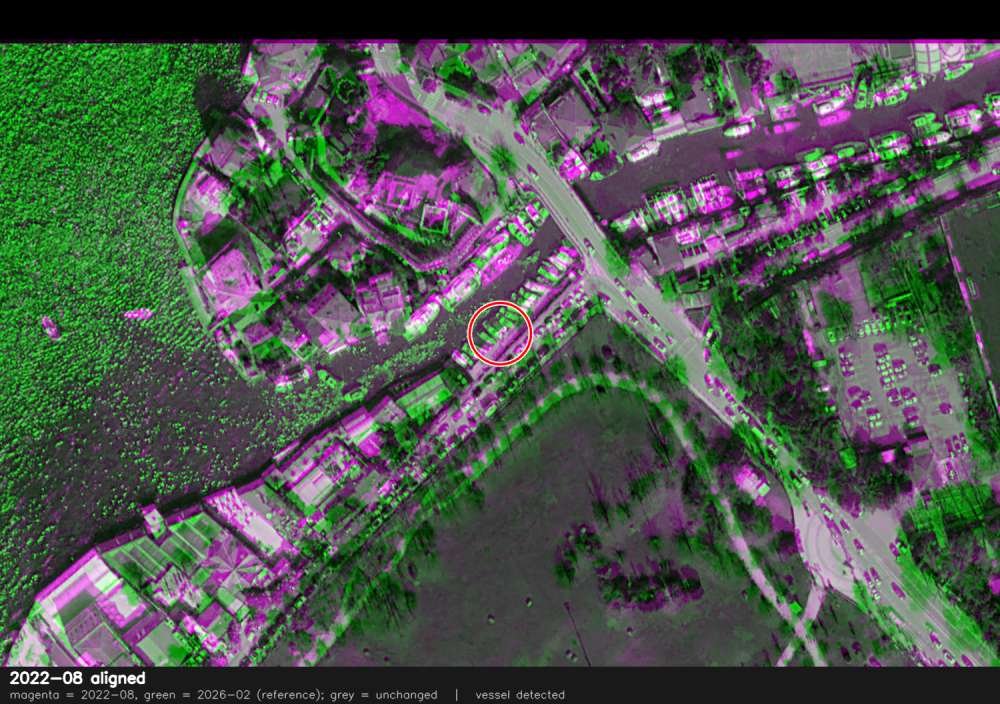 2022-08 aligned
magenta = 2022-08, green = 2026-02 (reference); grey = unchanged | vessel detected